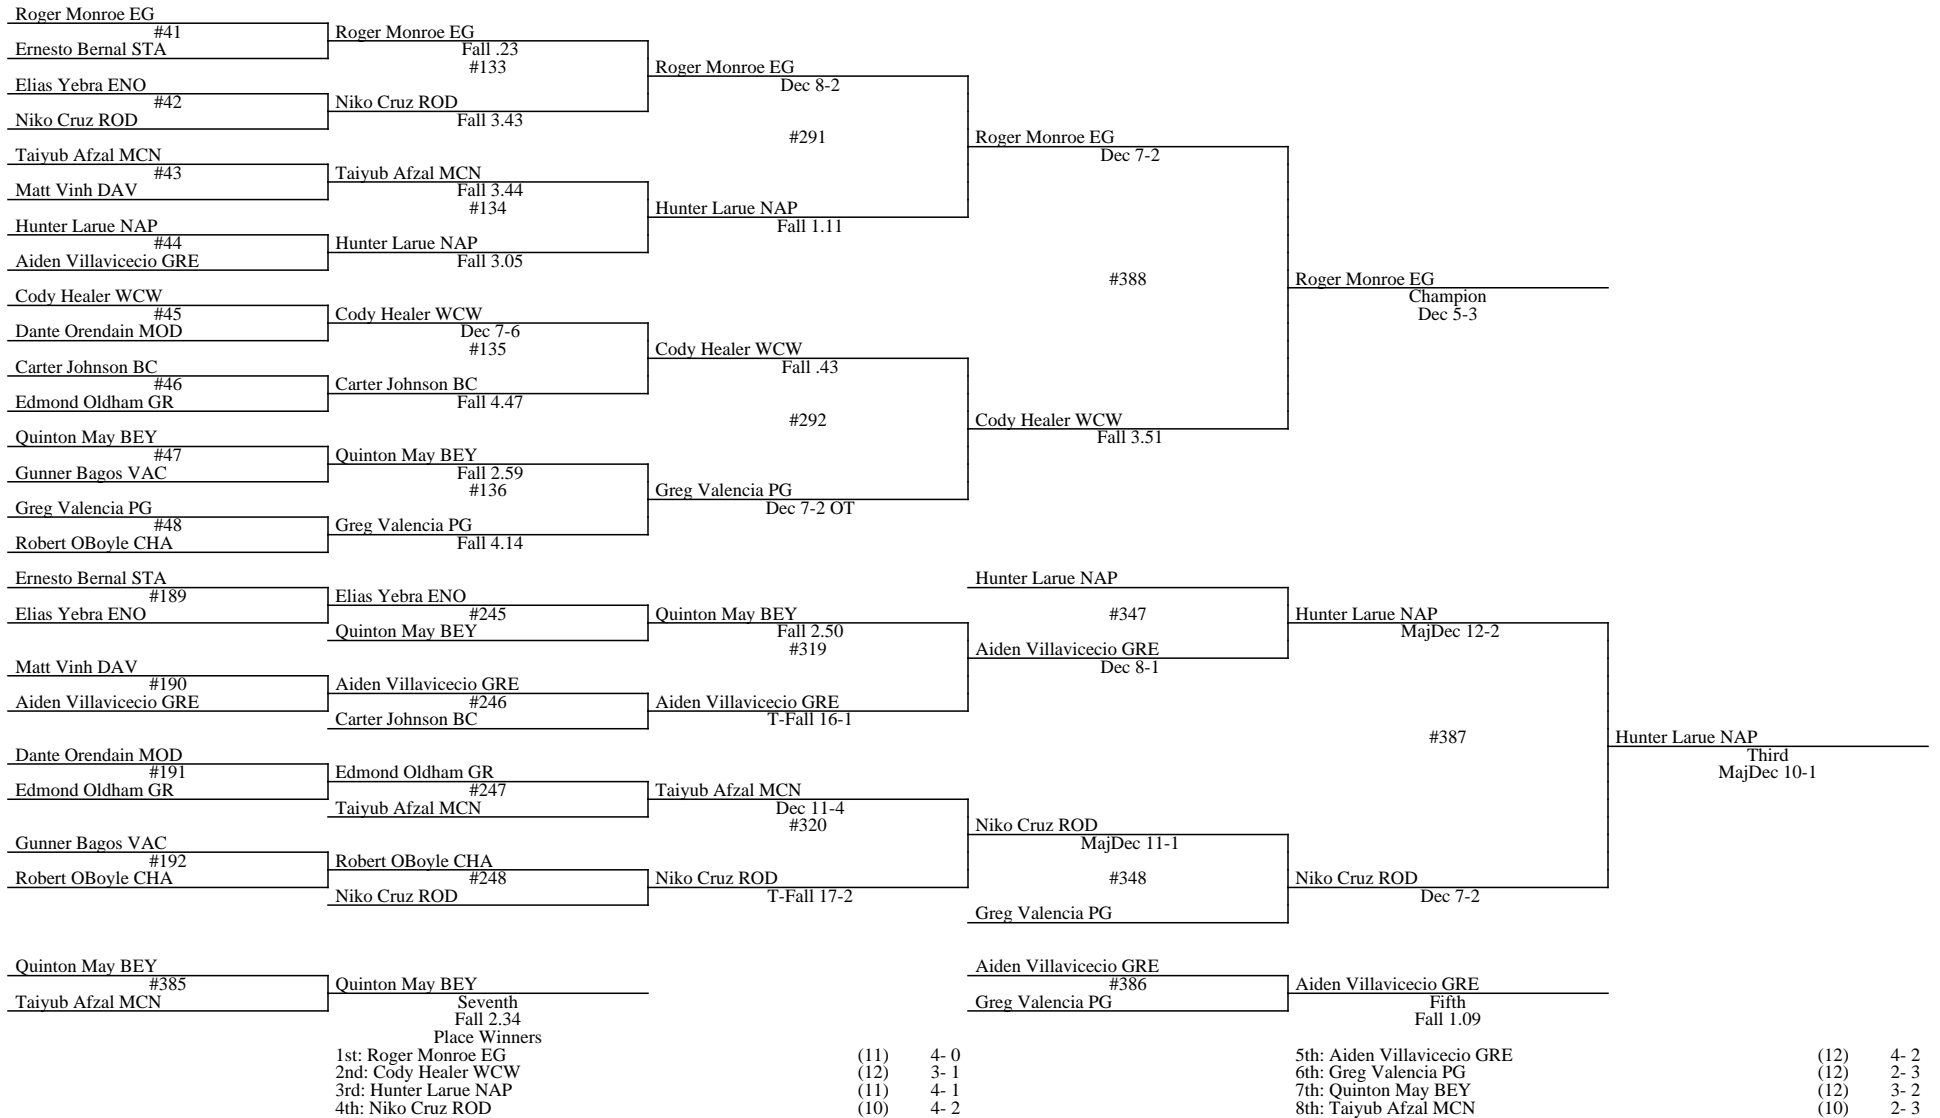 Roger Monroe EG
#41
Ernesto Bernal STA
Elias Yebra ENO
#42
Niko Cruz ROD
Taiyub Afzal MCN
#43
Matt Vinh DAV
Hunter Larue NAP
#44
Aiden Villavicecio GRE
Cody Healer WCW
#45
Dante Orendain MOD
Carter Johnson BC
#46
Edmond Oldham GR
Quinton May BEY
#47
Gunner Bagos VAC
Greg Valencia PG
#48
Robert OBoyle CHA
Roger Monroe EG
Fall .23
#133
Niko Cruz ROD
Fall 3.43
Taiyub Afzal MCN
Fall 3.44
#134
Hunter Larue NAP
Fall 3.05
Cody Healer WCW
Dec 7-6
#135
Carter Johnson BC
Fall 4.47
Quinton May BEY
Fall 2.59
#136
Greg Valencia PG
Fall 4.14
Roger Monroe EG
Dec 8-2
#291
Hunter Larue NAP
Fall 1.11
Cody Healer WCW
Fall .43
#292
Greg Valencia PG
Dec 7-2 OT
Roger Monroe EG
Dec 7-2
#388
Cody Healer WCW
Fall 3.51
Roger Monroe EG
Champion
Dec 5-3
Ernesto Bernal STA
#189
Elias Yebra ENO
Matt Vinh DAV
#190
Aiden Villavicecio GRE
Dante Orendain MOD
#191
Edmond Oldham GR
Gunner Bagos VAC
#192
Robert OBoyle CHA
Elias Yebra ENO
#245
Quinton May BEY
Aiden Villavicecio GRE
#246
Carter Johnson BC
Edmond Oldham GR
#247
Taiyub Afzal MCN
Robert OBoyle CHA
#248
Niko Cruz ROD
Quinton May BEY
Fall 2.50
#319
Aiden Villavicecio GRE
T-Fall 16-1
Taiyub Afzal MCN
Dec 11-4
#320
Niko Cruz ROD
T-Fall 17-2
Hunter Larue NAP
#347
Aiden Villavicecio GRE
Dec 8-1
Niko Cruz ROD
MajDec 11-1
#348
Greg Valencia PG
Hunter Larue NAP
MajDec 12-2
#387
Niko Cruz ROD
Dec 7-2
Hunter Larue NAP
Third
MajDec 10-1
Quinton May BEY
#385
Taiyub Afzal MCN
Quinton May BEY
Seventh
Fall 2.34
Aiden Villavicecio GRE
#386
Greg Valencia PG
Aiden Villavicecio GRE
Fifth
Fall 1.09
Place Winners
1st: Roger Monroe EG (11) 4- 0
2nd: Cody Healer WCW (12) 3- 1
3rd: Hunter Larue NAP (11) 4- 1
4th: Niko Cruz ROD (10) 4- 2
5th: Aiden Villavicecio GRE (12) 4- 2
6th: Greg Valencia PG (12) 2- 3
7th: Quinton May BEY (12) 3- 2
8th: Taiyub Afzal MCN (10) 2- 3